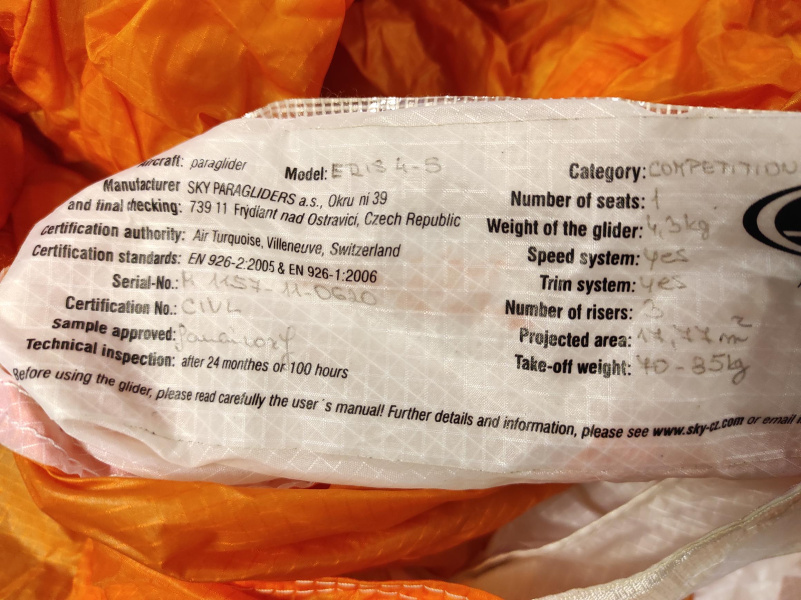 Aircraft: paraglider
Model: ERIS 4-S
Manufacturer SKY PARAGLIDERS a.s., Okru ni 39
and final checking: 739 11 Frýdlant nad Ostravicí, Czech Republic
Certification authority: Air Turquoise, Villeneuve, Switzerland
Certification standards: EN 926-2:2005 & EN 926-1:2006
Serial-No.: 1157-11-0620
Certification No.: CIVL
Sample approved:
Technical inspection: after 24 monthes or 100 hours
Category: COMPETITION
Number of seats: 1
Weight of the glider: 4,3kg
Speed system: yes
Trim system: yes
Number of risers: 3
Projected area: m²
Take-off weight: 70-85kg
Before using the glider, please read carefully the user´s manual! Further details and information, please see www.sky-cz.com or email